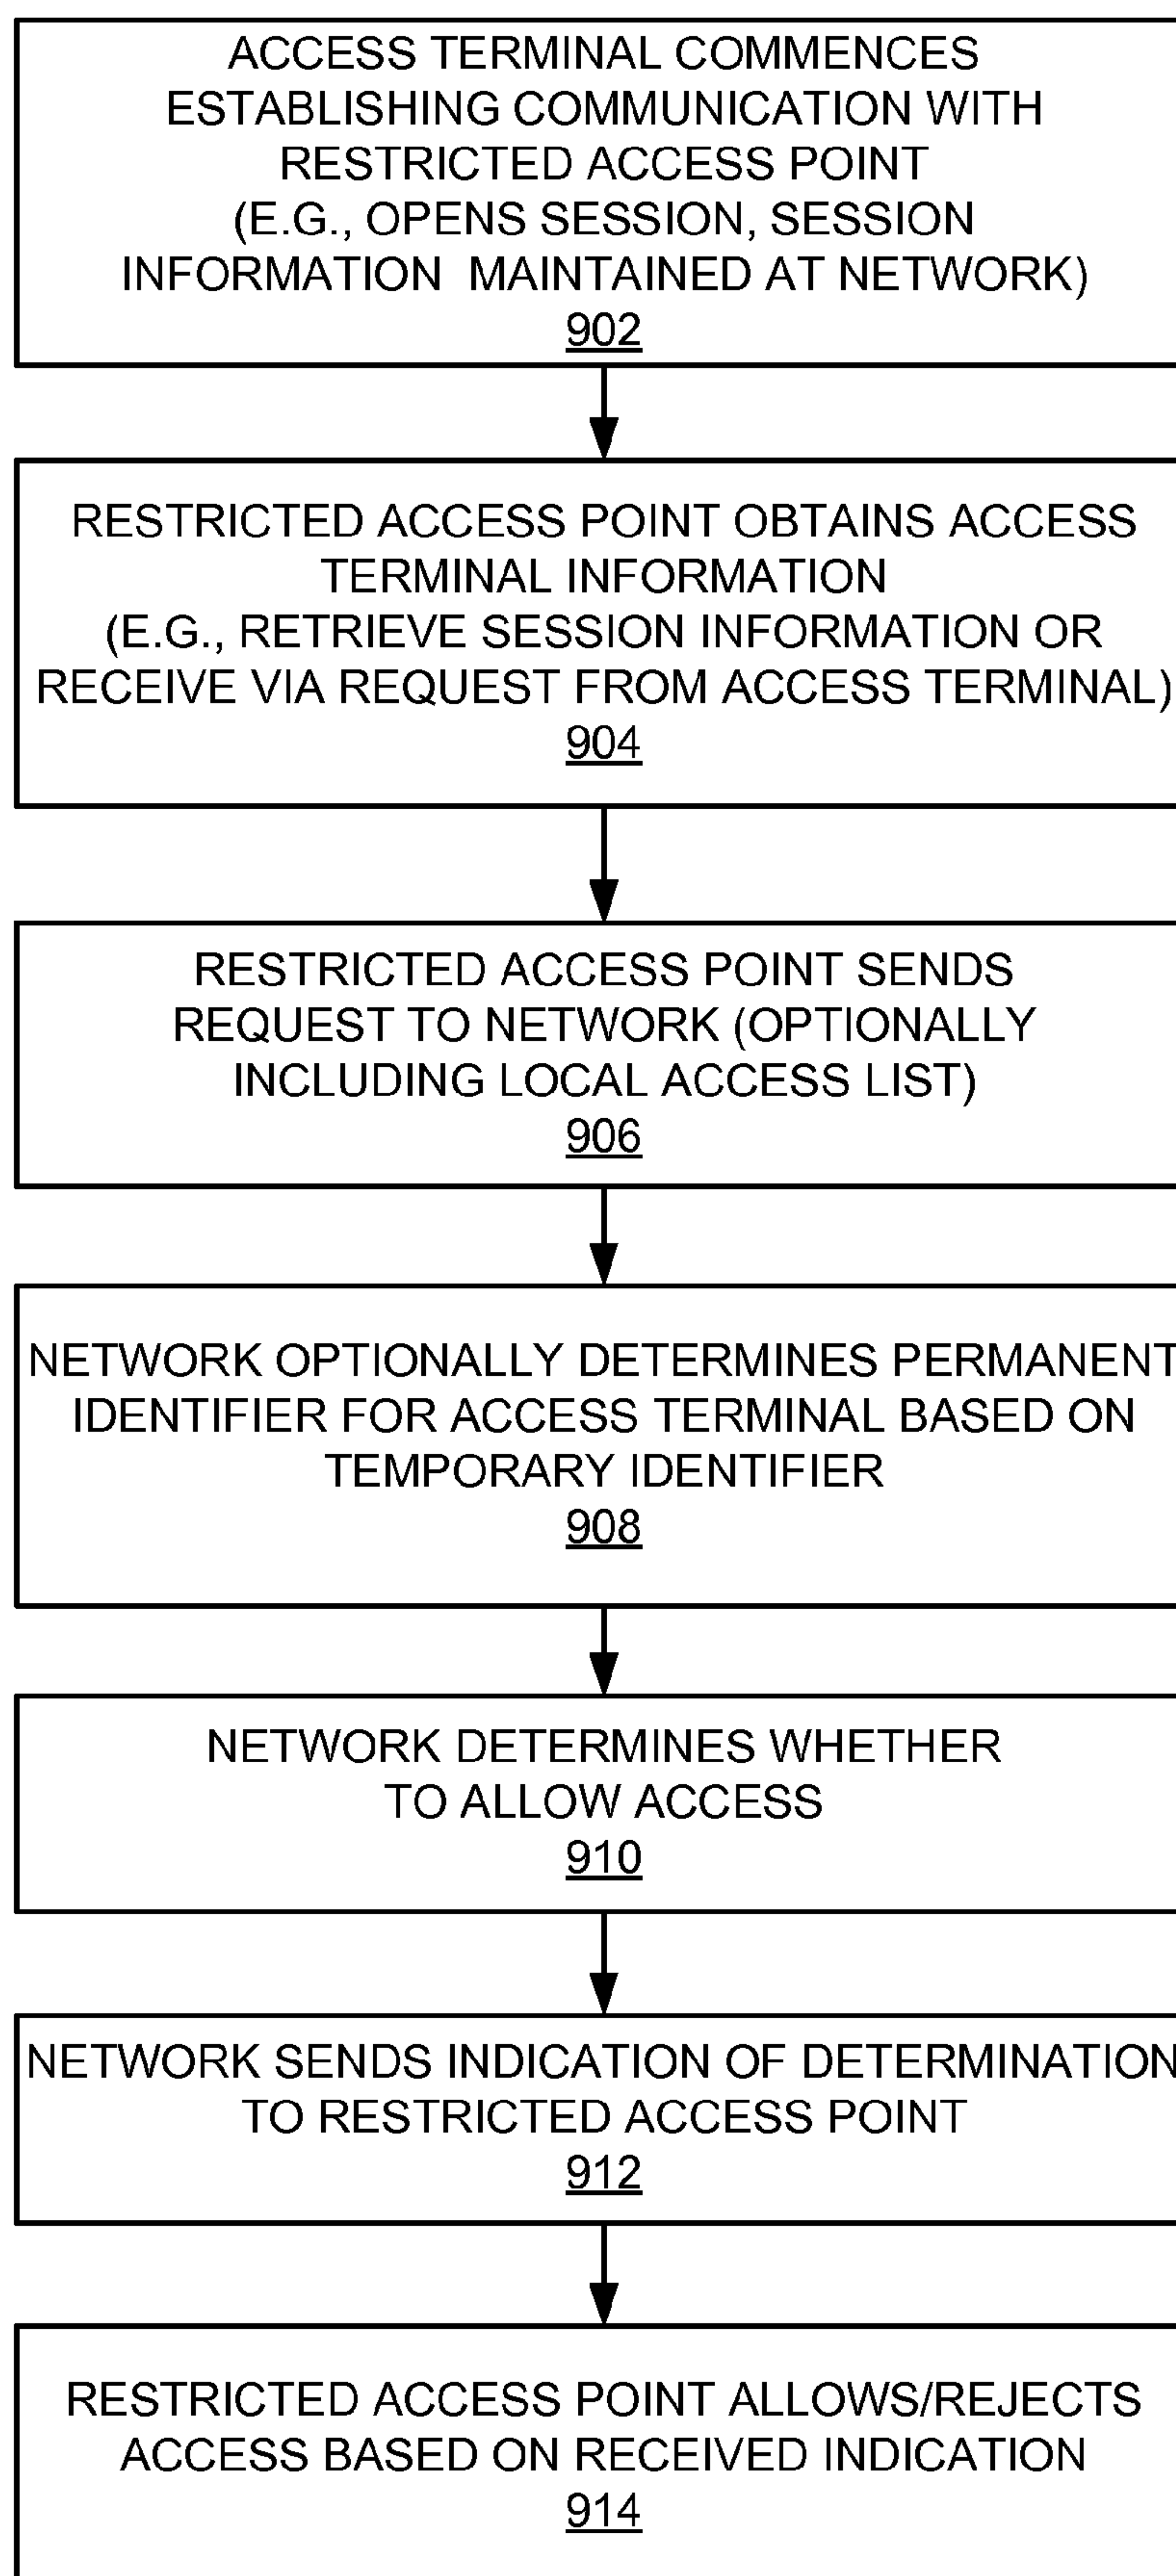 ACCESS TERMINAL COMMENCES
ESTABLISHING COMMUNICATION WITH
RESTRICTED ACCESS POINT
(E.G., OPENS SESSION, SESSION
INFORMATION MAINTAINED AT NETWORK)
902
RESTRICTED ACCESS POINT OBTAINS ACCESS
TERMINAL INFORMATION
(E.G., RETRIEVE SESSION INFORMATION OR
RECEIVE VIA REQUEST FROM ACCESS TERMINAL)
904
RESTRICTED ACCESS POINT SENDS
REQUEST TO NETWORK (OPTIONALLY
INCLUDING LOCAL ACCESS LIST)
906
NETWORK OPTIONALLY DETERMINES PERMANENT
IDENTIFIER FOR ACCESS TERMINAL BASED ON
TEMPORARY IDENTIFIER
908
NETWORK DETERMINES WHETHER
TO ALLOW ACCESS
910
NETWORK SENDS INDICATION OF DETERMINATION
TO RESTRICTED ACCESS POINT
912
RESTRICTED ACCESS POINT ALLOWS/REJECTS
ACCESS BASED ON RECEIVED INDICATION
914